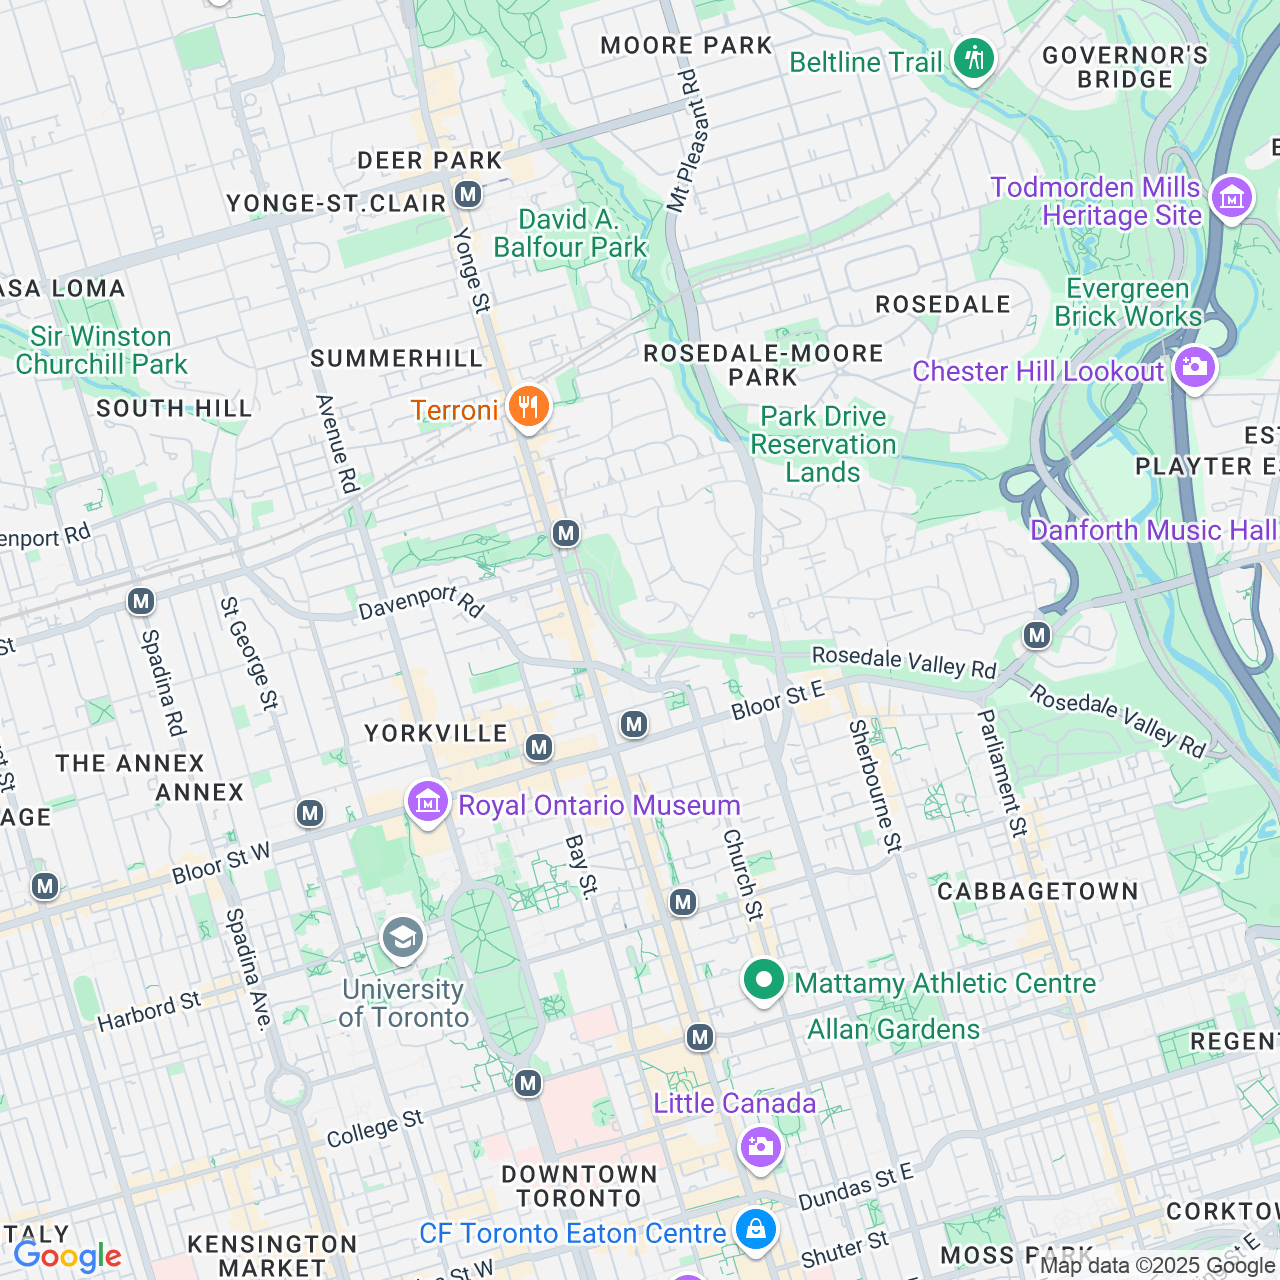 MOORE PARK
Beltline Trail
GOVERNOR'S
BRIDGE
Mt Pleasant Rd
DEER PARK
M
YONGE-ST.CLAIR
Todmorden Mills
Heritage Site
David A.
Balfour Park
Yonge St
ASA LOMA
Evergreen
Brick Works
ROSEDALE
Sir Winston
Churchill Park
SUMMERHILL
ROSEDALE-MOORE
PARK
Chester Hill Lookout
SOUTH HILL
Terroni
Avenue Rd
Park Drive
Reservation
Lands
EST
PLAYTER ES
enport Rd
M
Danforth Music Hall
M
Davenport Rd
St George St
Spadina Rd
St
M
Rosedale Valley Rd
Rosedale Valley Rd
Bloor St E
YORKVILLE
M
M
Sherbourne St
Parliament St
THE ANNEX
ANNEX
St
AGE
M
Royal Ontario Museum
Bloor St W
Bay St.
Church St
M
M
CABBAGETOWN
Spadina Ave.
University
of Toronto
Mattamy Athletic Centre
Harbord St
Allan Gardens
M
REGENT
M
Little Canada
College St
DOWNTOWN
TORONTO
Dundas St E
CORKTOW
TALY
KENSINGTON
MARKET
CF Toronto Eaton Centre
Shuter St
MOSS PARK
St W
St E
Google
Map data ©2025 Google